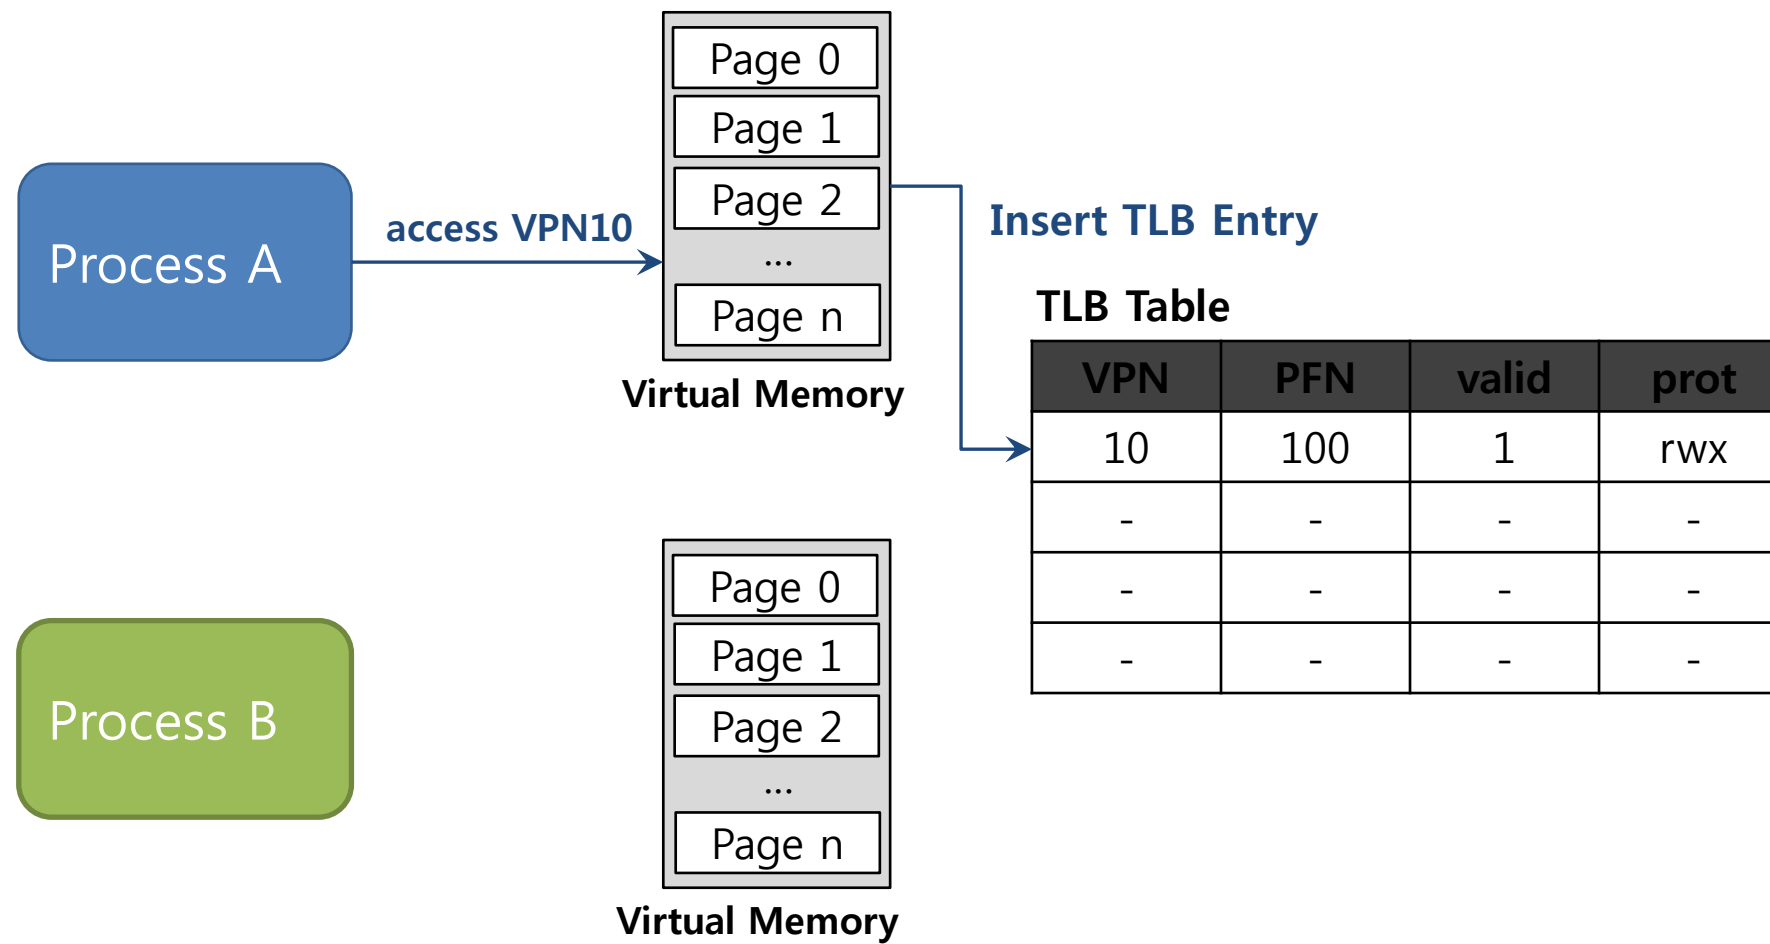 Page 0
Page 1
Page 2
...
Page n
Virtual Memory
Process A
access VPN10
Insert TLB Entry
TLB Table
VPN PFN valid prot
10 100 1 rwx
- - - -
- - - -
- - - -
Process B
Page 0
Page 1
Page 2
...
Page n
Virtual Memory